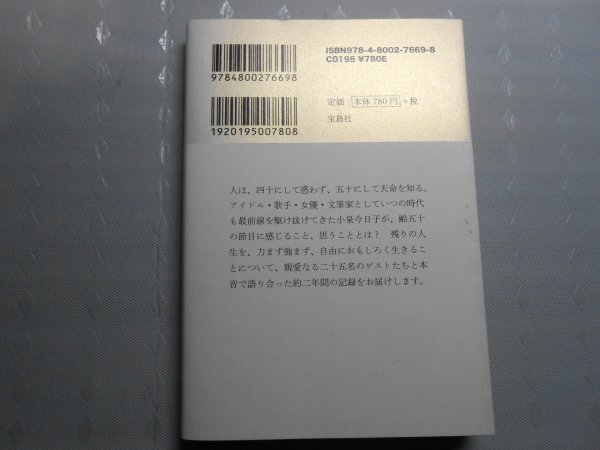 ISBN978-4-8002-7669-8
C0195 ¥780E
9784800276698
定価 本体780円 +税
宝島社
1920195007808
人は、四十にして惑わず、五十にして天命を知る。
アイドル・歌手・女優・文筆家としていつの時代
も最前線を駆け抜けてきた小泉今日子が、齢五十
の節目に感じること、思うこととは? 残りの人
生を、力まず弛まず、自由におもしろく生きるこ
とについて、親愛なる二十五名のゲストたちと本
音で語り合った約二年間の記録をお届けします。